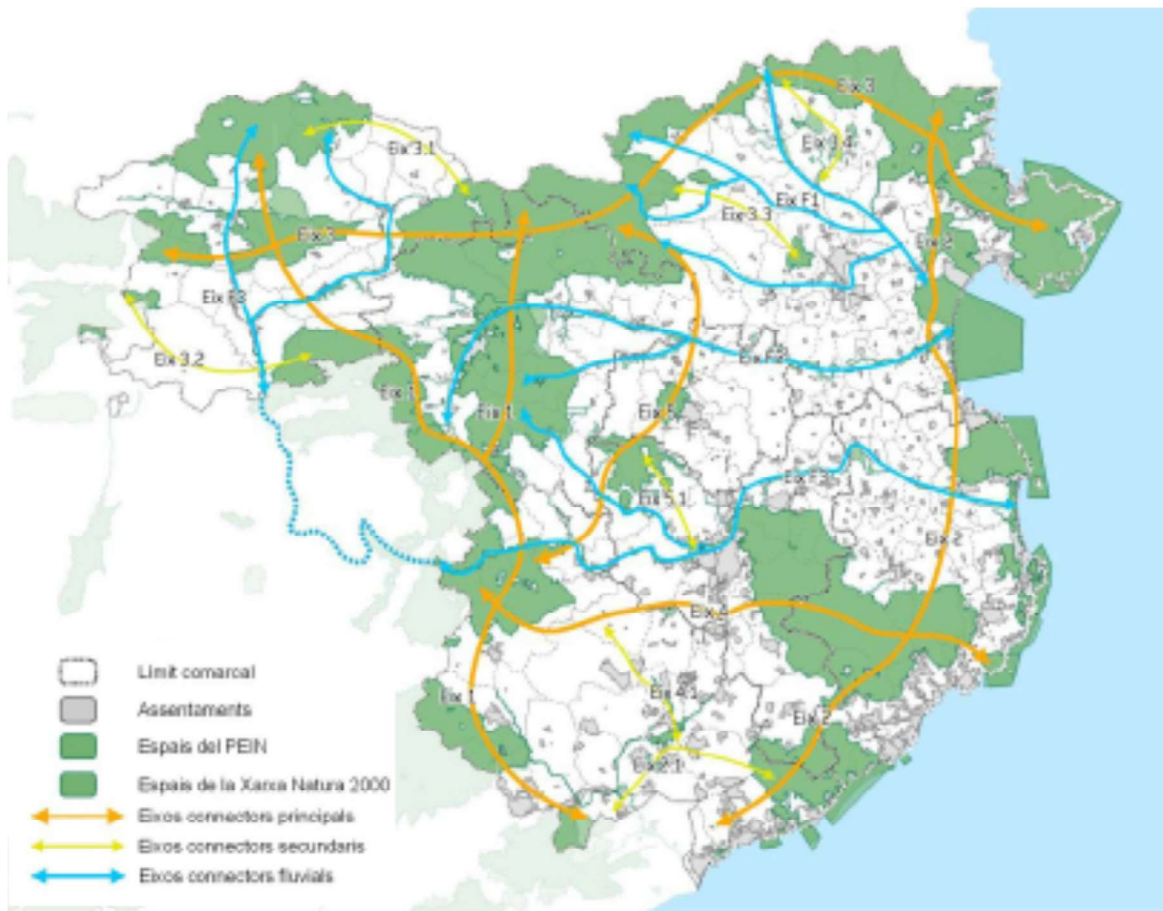 Eix 3
Eix 3.1
Eix 3.4
Eix F1
Eix 3.3
Eix 3
Eix 2
Eix F3
Eix 3.2
Eix 1
Eix 1
Eix 5
Eix 5.1
Eix 2
Eix 4
Eix 1
Eix 4.1
Eix 2
Eix 2.1
Límit comarcal
Assentaments
Espais del PEIN
Espais de la Xarxa Natura 2000
Eixos connectors principals
Eixos connectors secundaris
Eixos connectors fluvials